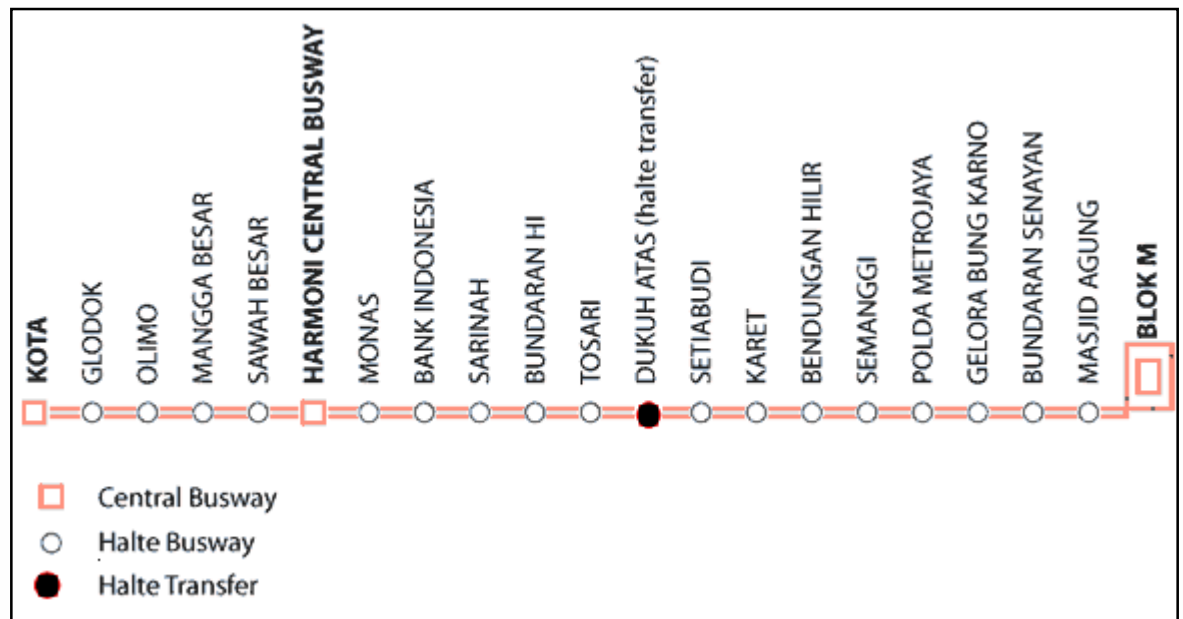 KOTA
GLODOK
OLIMO
MANGGA BESAR
SAWAH BESAR
HARMONI CENTRAL BUSWAY
MONAS
BANK INDONESIA
SARINAH
BUNDARAN HI
TOSARI
DUKUH ATAS (halte transfer)
SETIABUDI
KARET
BENDUNGAN HILIR
SEMANGGI
POLDA METROJAYA
GELORA BUNG KARNO
BUNDARAN SENAYAN
MASJID AGUNG
BLOK M
Central Busway
Halte Busway
Halte Transfer